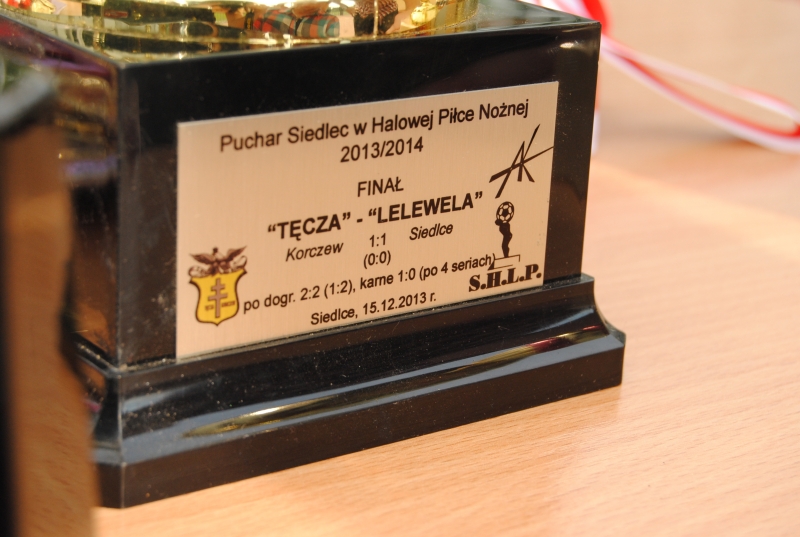 Puchar Siedlec w Halowej Piłce Nożnej
2013/2014
FINAŁ
"TĘCZA" - "LELEWELA"
Korczew 1:1 Siedlce
(0:0)
po dogr. 2:2 (1:2), karne 1:0 (po 4 seriach)
Siedlce, 15.12.2013 r.
AK
S.H.L.P.